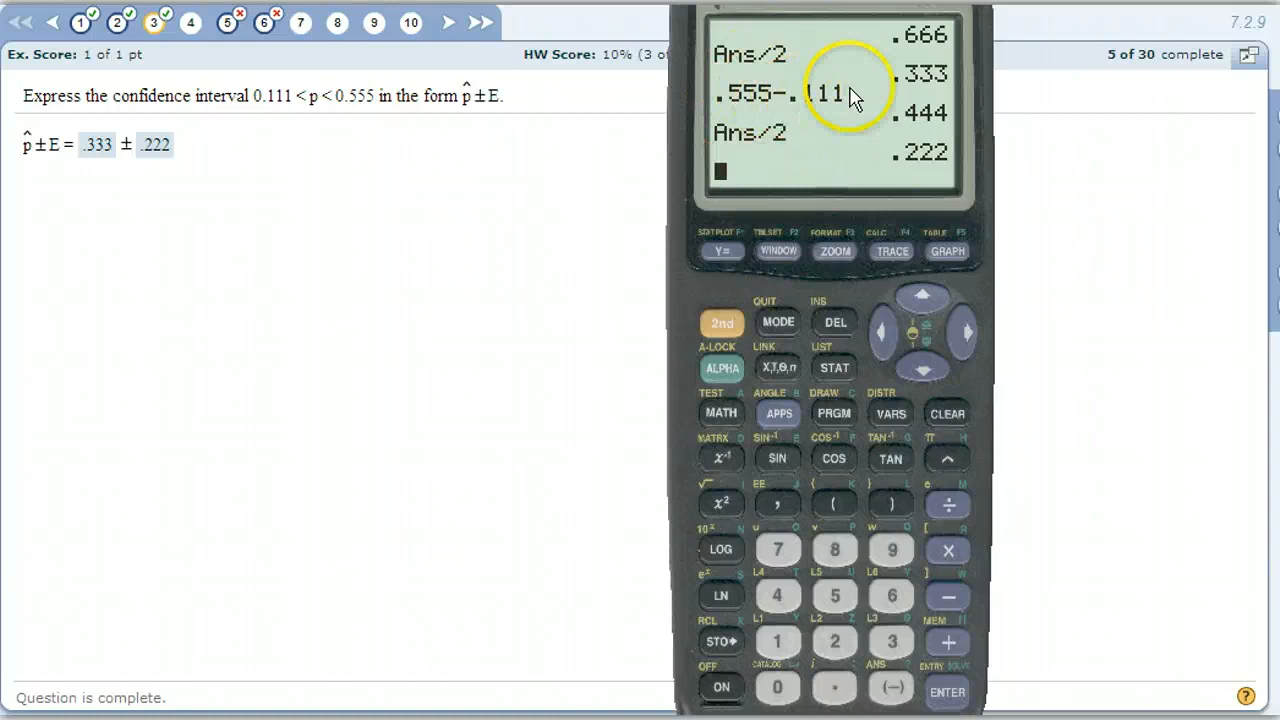 1 2 3 4 5 6 7 8 9 10
7.2.9
Ex. Score: 1 of 1 pt
HW Score: 10% (3 o
5 of 30 complete
Express the confidence interval 0.111 < p < 0.555 in the form p̂ ± E.
p̂ ± E = .333 ± .222
.666
Ans/2
.333
.555-.111
.444
Ans/2
.222
STAT PLOT F1 TBLSET F2 FORMAT F3 CALC F4 TABLE F5
Y= WINDOW ZOOM TRACE GRAPH
QUIT INS
2nd MODE DEL
A-LOCK LINK LIST
ALPHA X,T,Θ,n STAT
TEST A ANGLE B DRAW C DISTR
MATH APPS PRGM VARS CLEAR
MATRX D SIN-1 E COS-1 F TAN-1 G π H
x-1 SIN COS TAN ^
√ I EE J { K } L e M
x2 , ( ) ÷
10x N u O v P w Q [ R
LOG 7 8 9 X
ex S L4 T L5 U L6 V ] W
LN 4 5 6 −
RCL X L1 Y L2 Z L3 Θ MEM "
STO▸ 1 2 3 +
OFF CATALOG i : ANS ? ENTRY SOLVE
ON 0 . (−) ENTER
Question is complete.
?